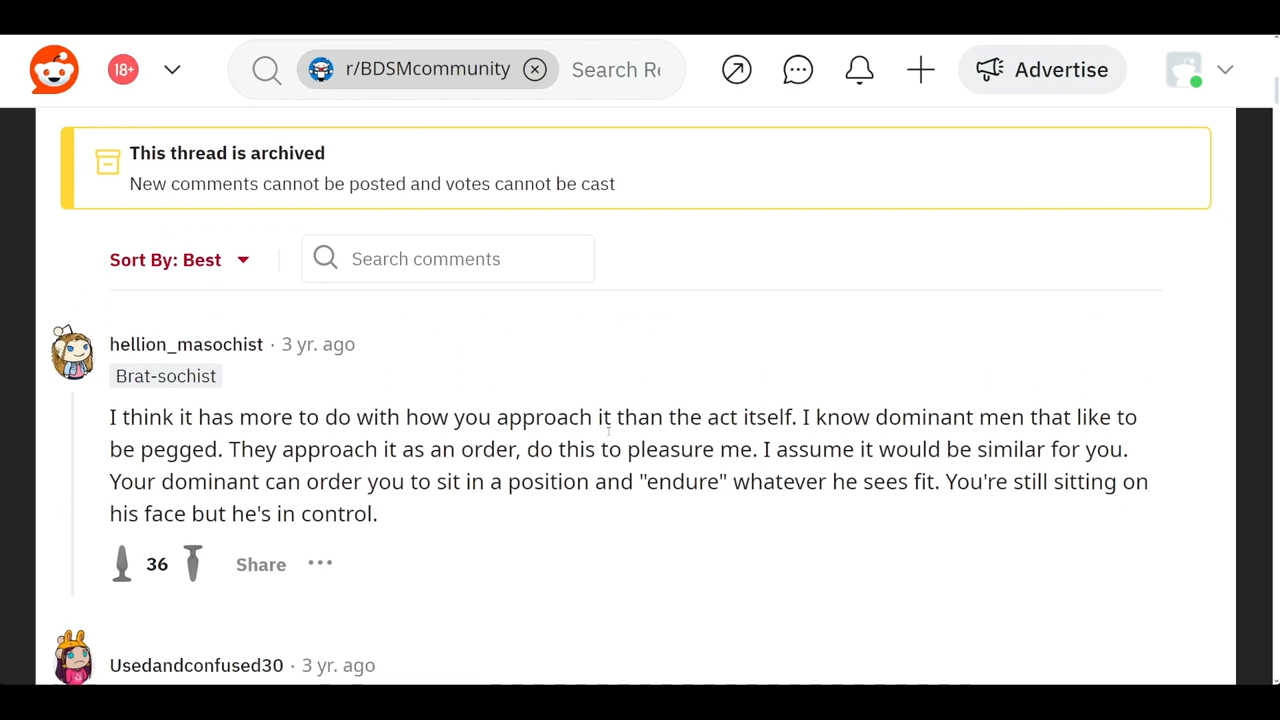 18+
r/BDSMcommunity
Search Re
Advertise
This thread is archived
New comments cannot be posted and votes cannot be cast
Sort By: Best
Search comments
hellion_masochist · 3 yr. ago
Brat-sochist
I think it has more to do with how you approach it than the act itself. I know dominant men that like to
be pegged. They approach it as an order, do this to pleasure me. I assume it would be similar for you.
Your dominant can order you to sit in a position and "endure" whatever he sees fit. You're still sitting on
his face but he's in control.
36 Share ···
Usedandconfused30 · 3 yr. ago